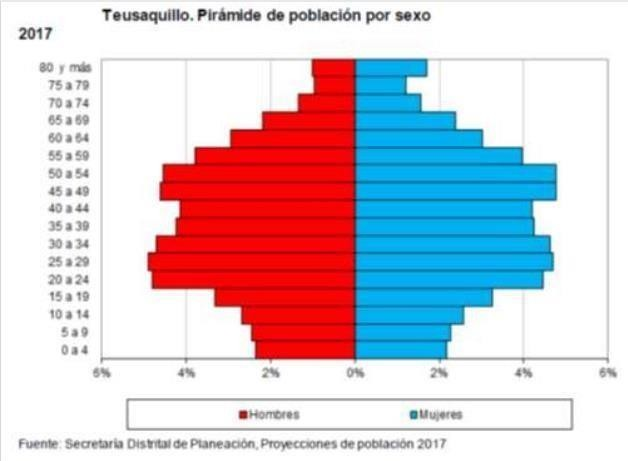 Teusaquillo. Pirámide de población por sexo
2017
80 y más
75 a 79
70 a 74
65 a 69
60 a 64
55 a 59
50 a 54
45 a 49
40 a 44
35 a 39
30 a 34
25 a 29
20 a 24
15 a 19
10 a 14
5 a 9
0 a 4
6% 4% 2% 0% 2% 4% 6%
Hombres Mujeres
Fuente: Secretaría Distrital de Planeación, Proyecciones de población 2017